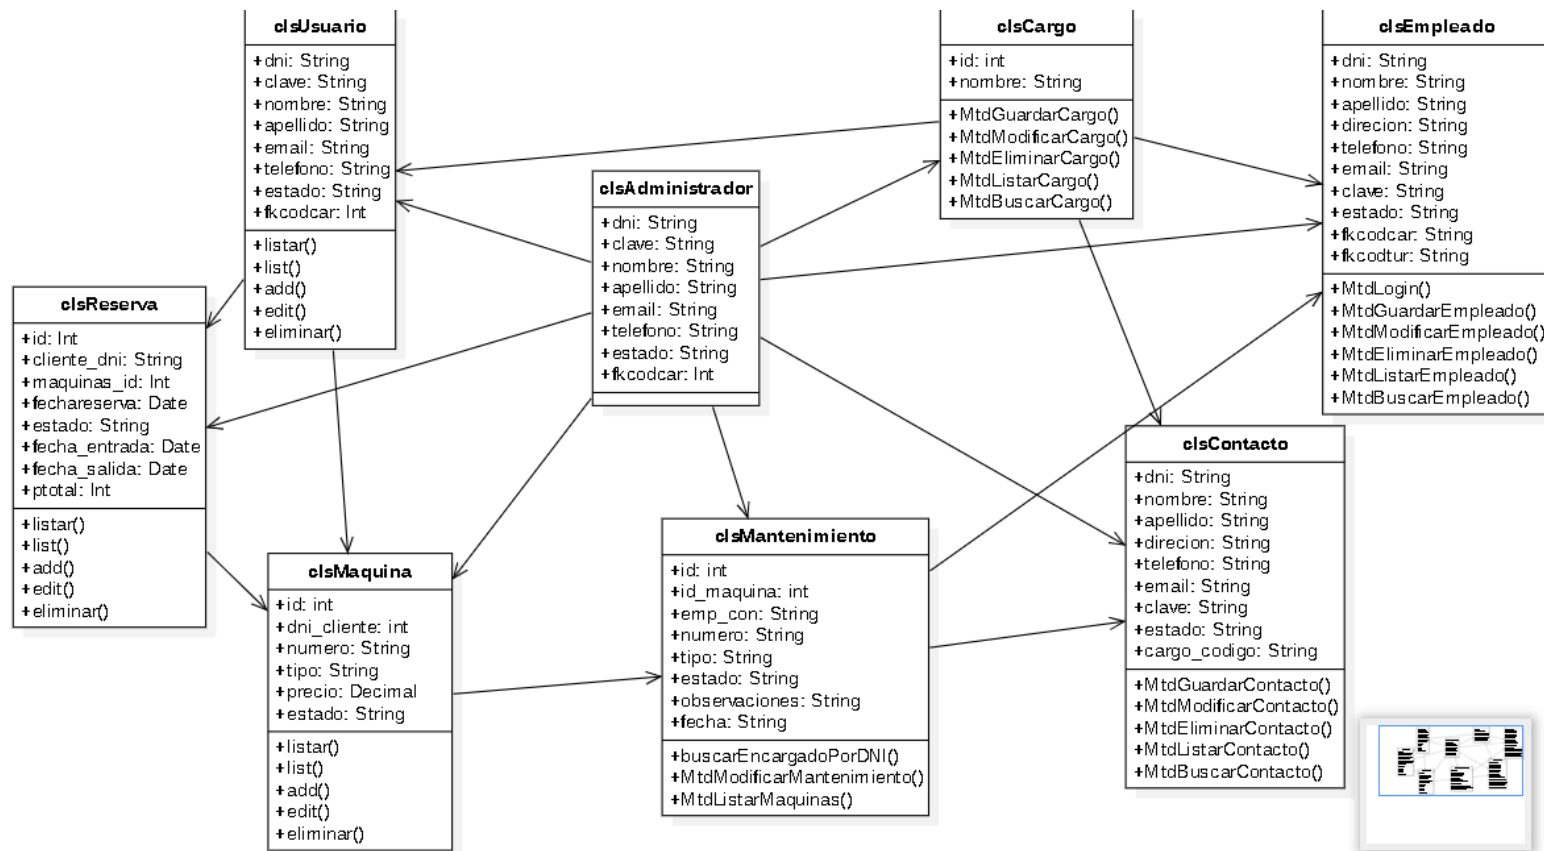 clsUsuario
+dni: String
+clave: String
+nombre: String
+apellido: String
+email: String
+telefono: String
+estado: String
+fkcodcar: Int
+listar()
+list()
+add()
+edit()
+eliminar()
clsCargo
+id: int
+nombre: String
+MtdGuardarCargo()
+MtdModificarCargo()
+MtdEliminarCargo()
+MtdListarCargo()
+MtdBuscarCargo()
clsEmpleado
+dni: String
+nombre: String
+apellido: String
+direcion: String
+telefono: String
+email: String
+clave: String
+estado: String
+fkcodcar: String
+fkcodtur: String
+MtdLogin()
+MtdGuardarEmpleado()
+MtdModificarEmpleado()
+MtdEliminarEmpleado()
+MtdListarEmpleado()
+MtdBuscarEmpleado()
clsAdministrador
+dni: String
+clave: String
+nombre: String
+apellido: String
+email: String
+telefono: String
+estado: String
+fkcodcar: Int
clsReserva
+id: Int
+cliente_dni: String
+maquinas_id: Int
+fechareserva: Date
+estado: String
+fecha_entrada: Date
+fecha_salida: Date
+ptotal: Int
+listar()
+list()
+add()
+edit()
+eliminar()
clsMaquina
+id: int
+dni_cliente: int
+numero: String
+tipo: String
+precio: Decimal
+estado: String
+listar()
+list()
+add()
+edit()
+eliminar()
clsMantenimiento
+id: int
+id_maquina: int
+emp_con: String
+numero: String
+tipo: String
+estado: String
+observaciones: String
+fecha: String
+buscarEncargadoPorDNI()
+MtdModificarMantenimiento()
+MtdListarMaquinas()
clsContacto
+dni: String
+nombre: String
+apellido: String
+direcion: String
+telefono: String
+email: String
+clave: String
+estado: String
+cargo_codigo: String
+MtdGuardarContacto()
+MtdModificarContacto()
+MtdEliminarContacto()
+MtdListarContacto()
+MtdBuscarContacto()